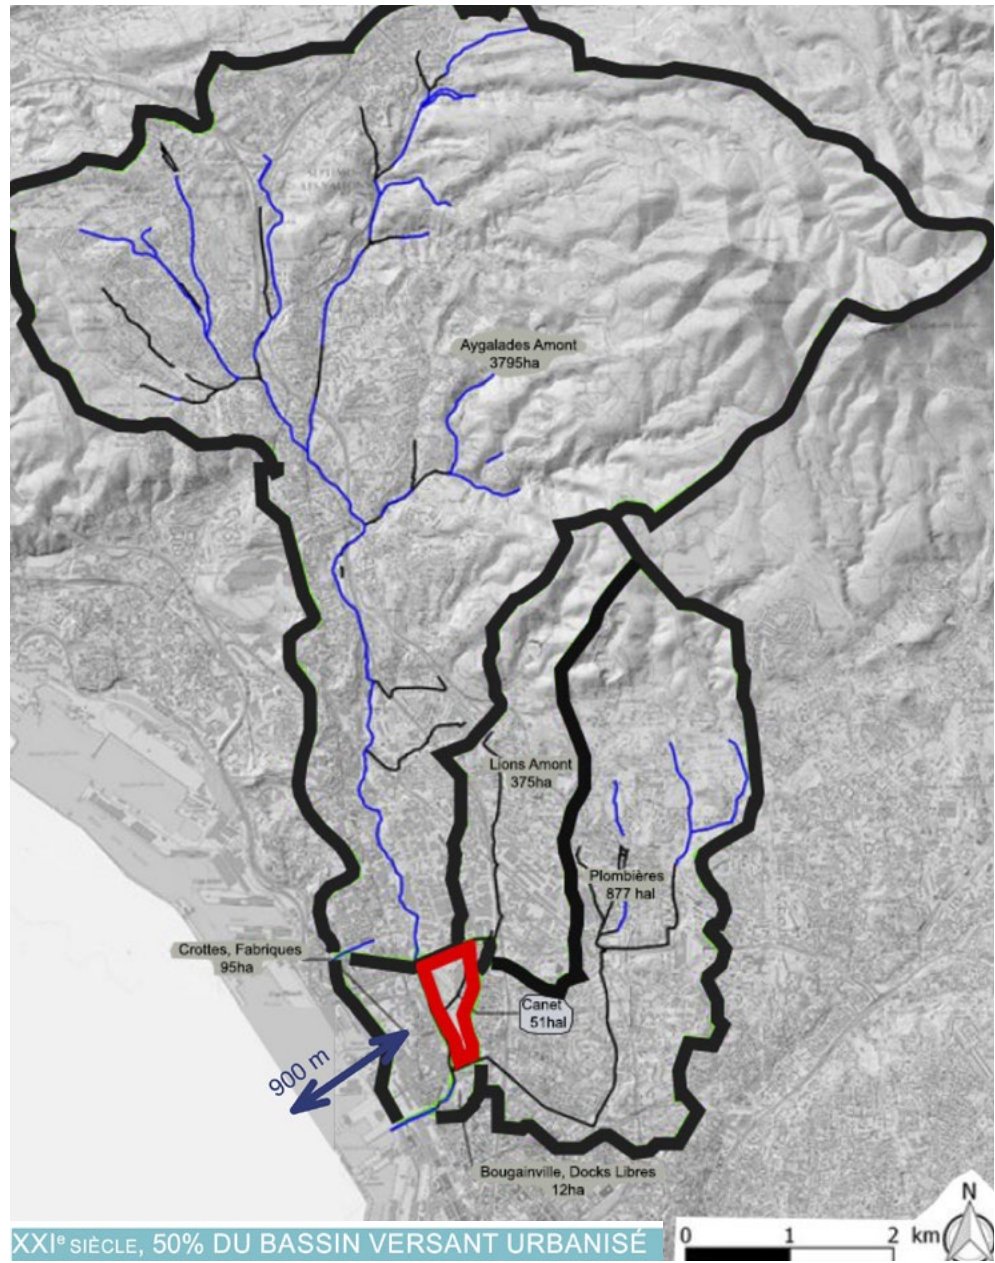 Aygalades Amont
3795ha
Lions Amont
375ha
Plombières
877 hal
Crottes, Fabriques
95ha
Canet
51hal
900 m
Bougainville, Docks Libres
12ha
XXIᵉ SIÈCLE, 50% DU BASSIN VERSANT URBANISÉ
0 1 2 km
N